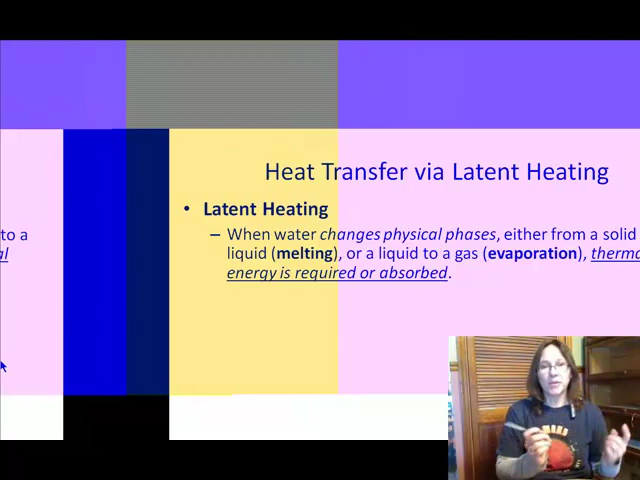 Heat Transfer via Latent Heating
• Latent Heating
– When water changes physical phases, either from a solid
to a
liquid (melting), or a liquid to a gas (evaporation), therma
al
energy is required or absorbed.